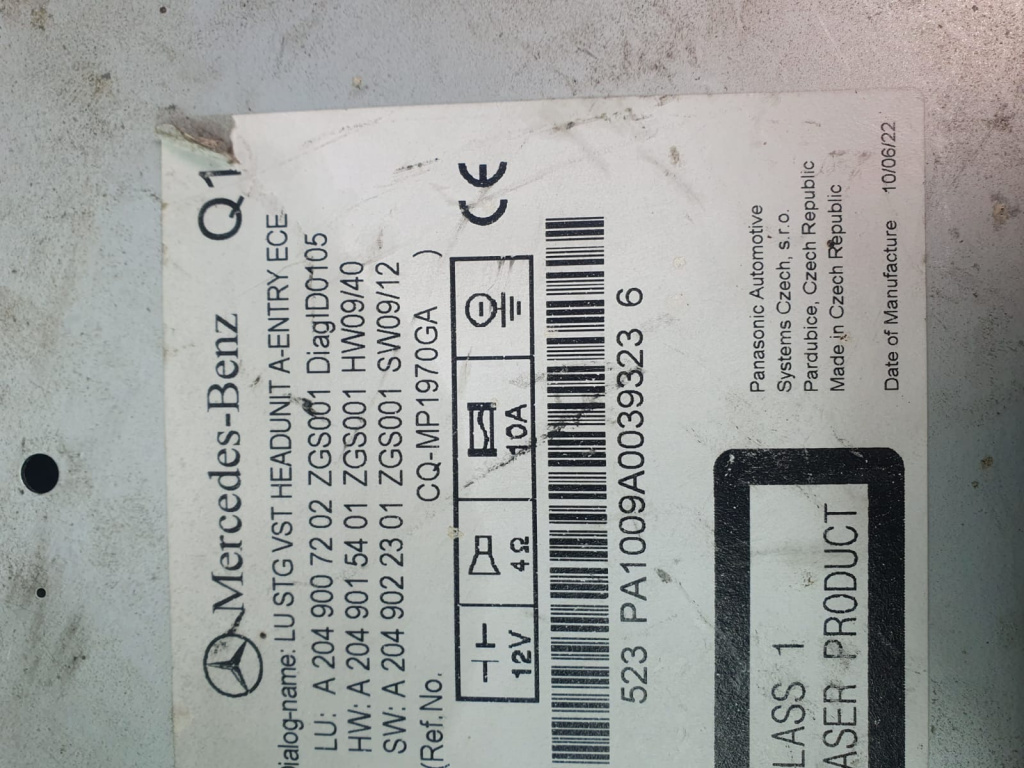 Mercedes-Benz Q1
ialog-name: LU STG VST HEADUNIT A-ENTRY ECE
LU: A 204 900 72 02 ZGS001 DiagID0105
HW: A 204 901 54 01 ZGS001 HW09/40
SW: A 204 902 23 01 ZGS001 SW09/12
(Ref.No. CQ-MP1970GA )
12V 4Ω 10A
CE
523 PA1009A0039323 6
LASS 1
ASER PRODUCT
Panasonic Automotive
Systems Czech, s.r.o.
Pardubice, Czech Republic
Made in Czech Republic
Date of Manufacture 10/06/22